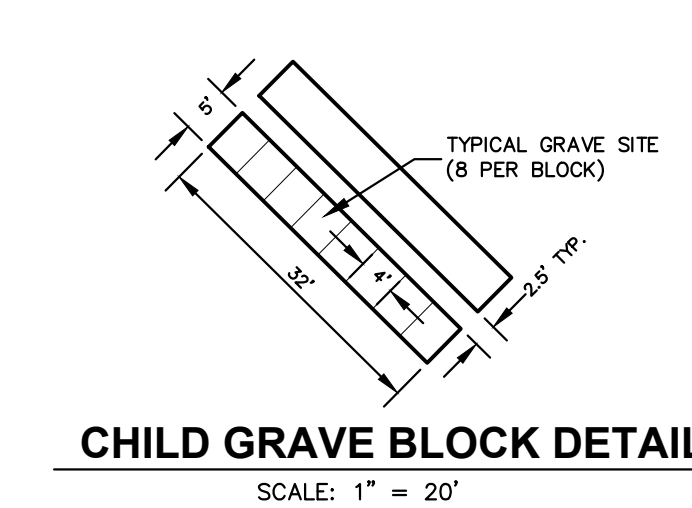 5'
TYPICAL GRAVE SITE
(8 PER BLOCK)
2.5' TYP.
4'
32'
CHILD GRAVE BLOCK DETAIL
SCALE: 1" = 20'